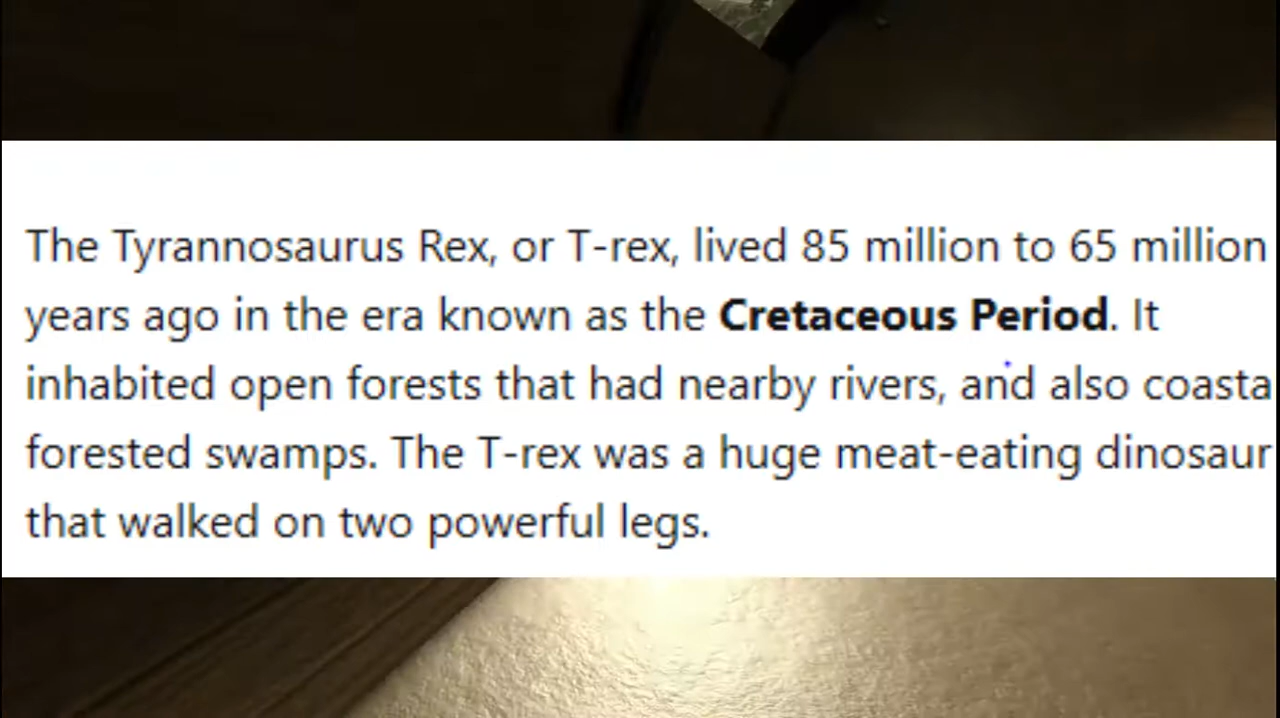 The Tyrannosaurus Rex, or T-rex, lived 85 million to 65 million
years ago in the era known as the Cretaceous Period. It
inhabited open forests that had nearby rivers, and also coasta
forested swamps. The T-rex was a huge meat-eating dinosaur
that walked on two powerful legs.